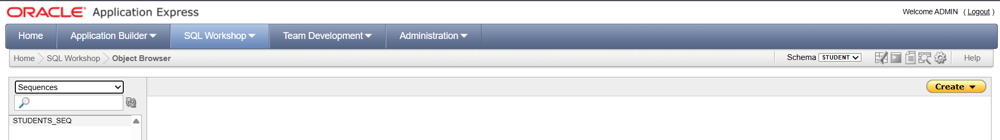 ORACLE Application Express
Welcome ADMIN ( Logout )
Home Application Builder SQL Workshop Team Development Administration
Home SQL Workshop Object Browser
Schema STUDENT Help
Sequences
Create
STUDENTS_SEQ